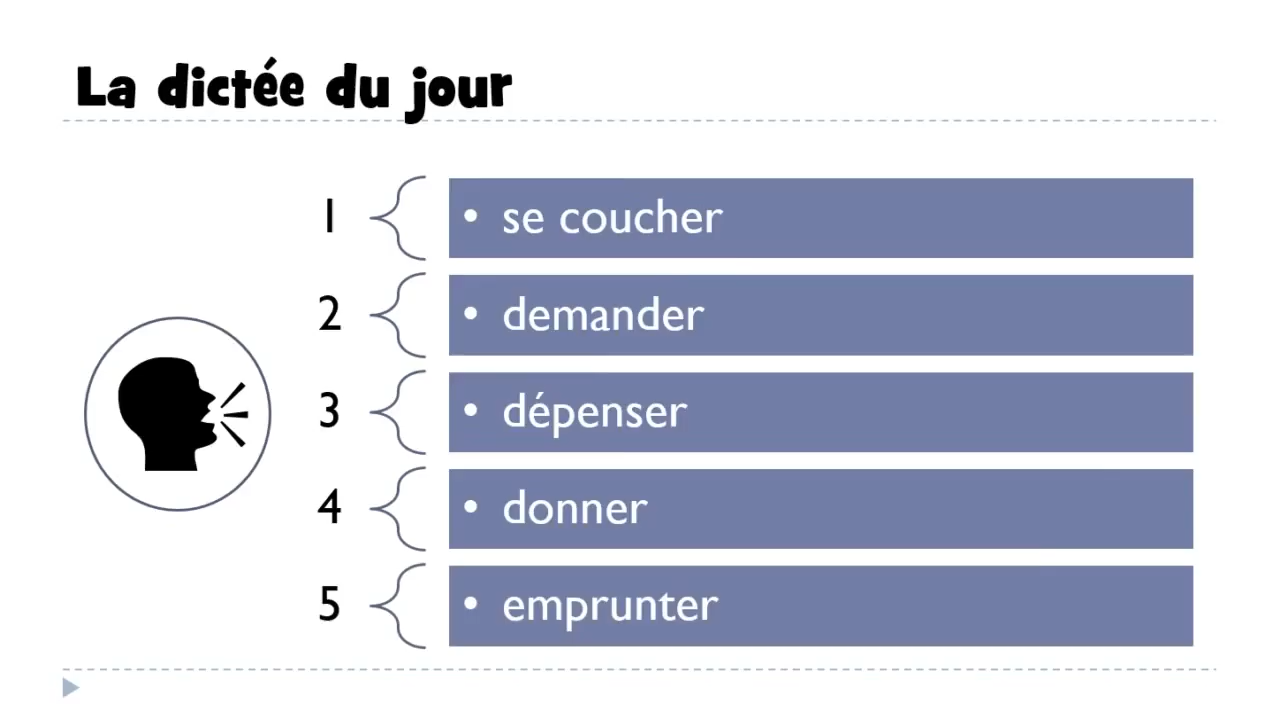 La dictée du jour
1
• se coucher
2
• demander
3
• dépenser
4
• donner
5
• emprunter